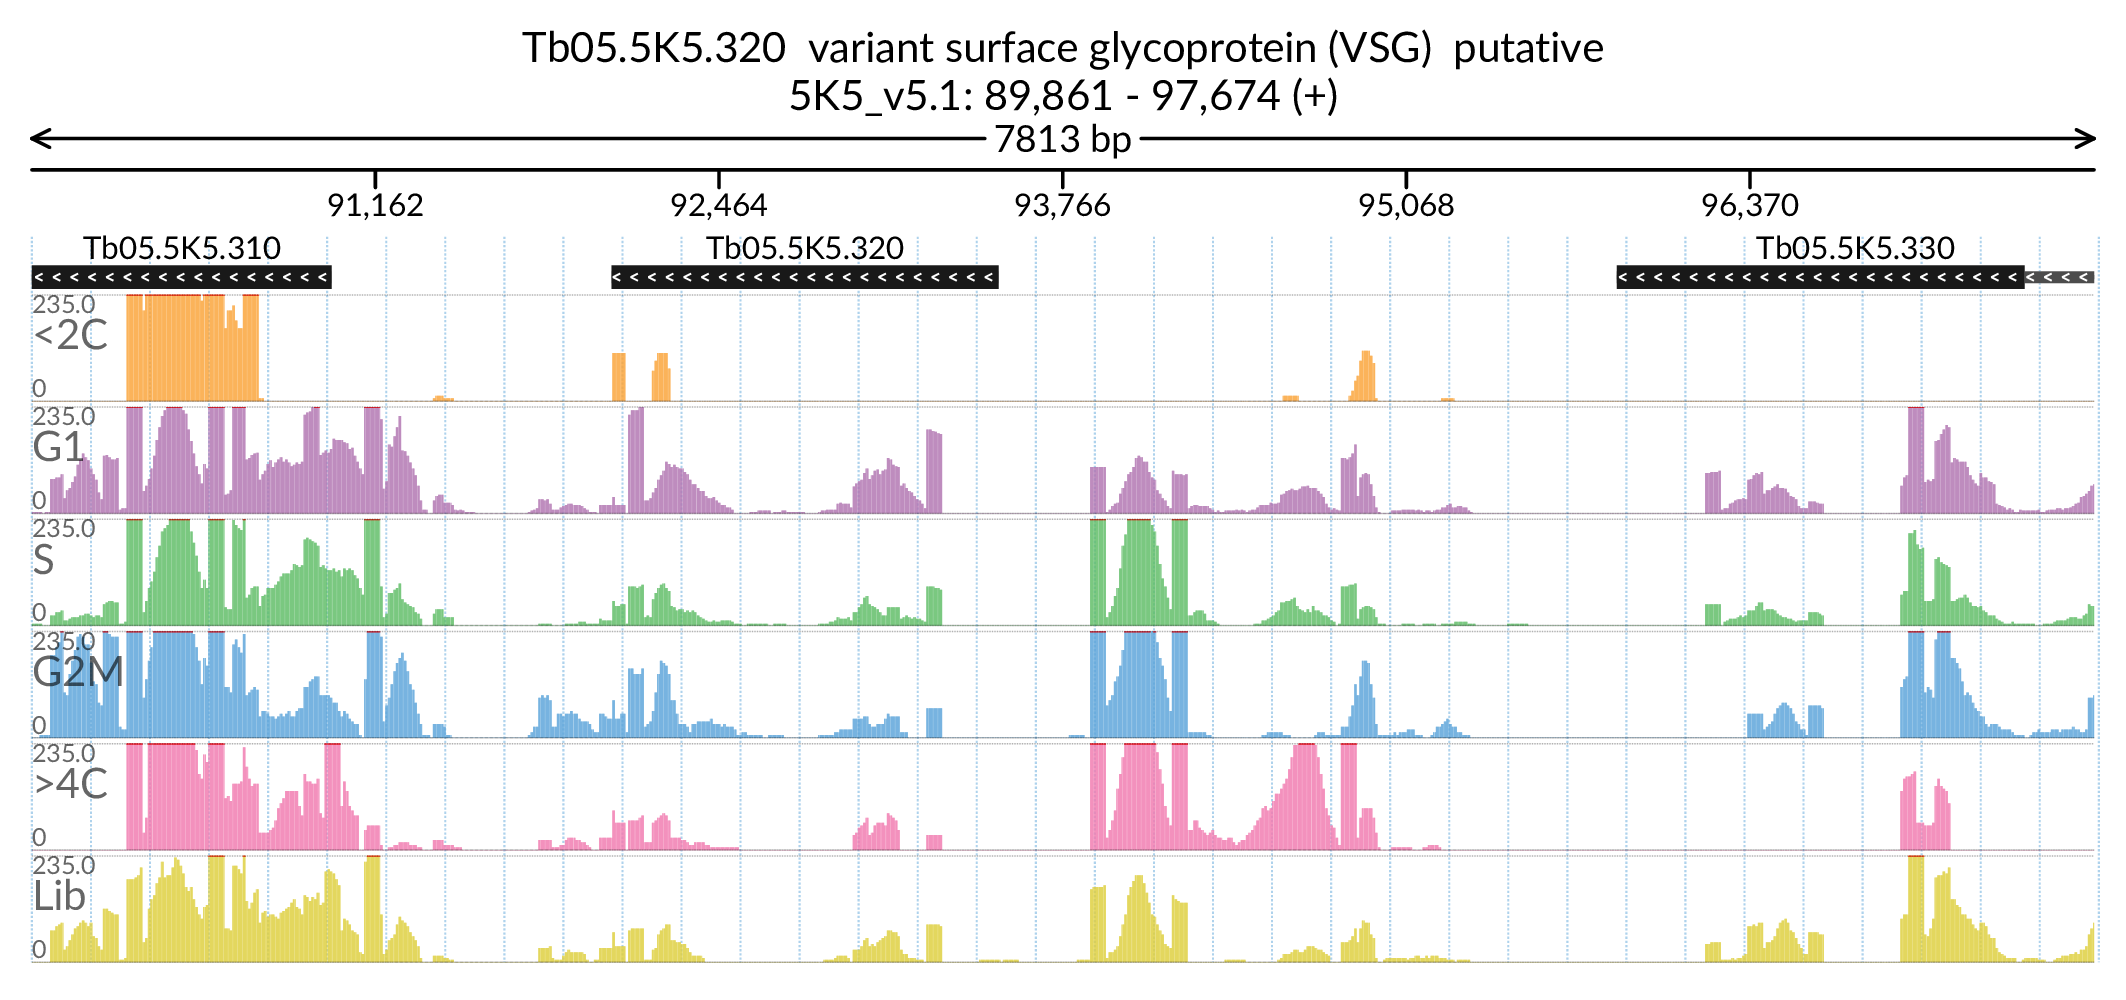 Tb05.5K5.320 variant surface glycoprotein (VSG) putative
5K5_v5.1: 89,861 - 97,674 (+)
7813 bp
91,162 92,464 93,766 95,068 96,370
Tb05.5K5.310 Tb05.5K5.320 Tb05.5K5.330
235.0
<2C
0
235.0
G1
0
235.0
S
0
235.0
G2M
0
235.0
>4C
0
235.0
Lib
0